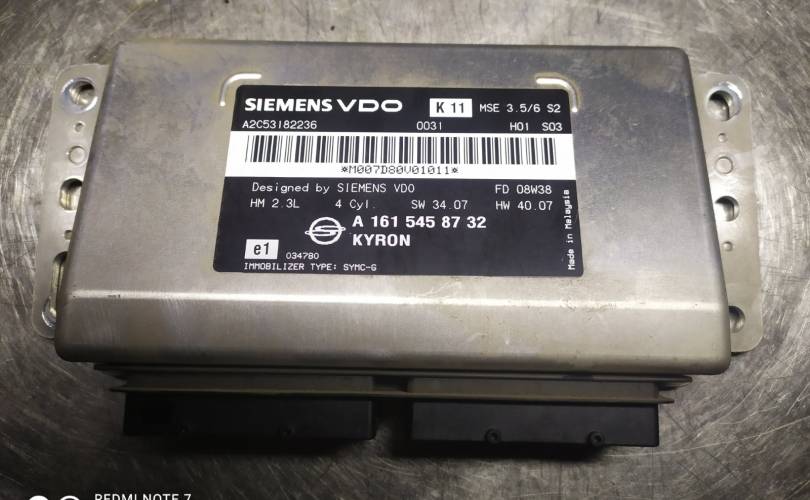 SIEMENS VDO K 11 MSE 3.5/6 S2
A2C53182236 0031 H01 S03
*M007D80V01011*
Designed by SIEMENS VDO FD 08W38
HM 2.3L 4 Cyl. SW 34.07 HW 40.07
A 161 545 87 32
KYRON
e1 034780
IMMOBILIZER TYPE: SYMC-G
Made in Malaysia
REDMI NOTE 7